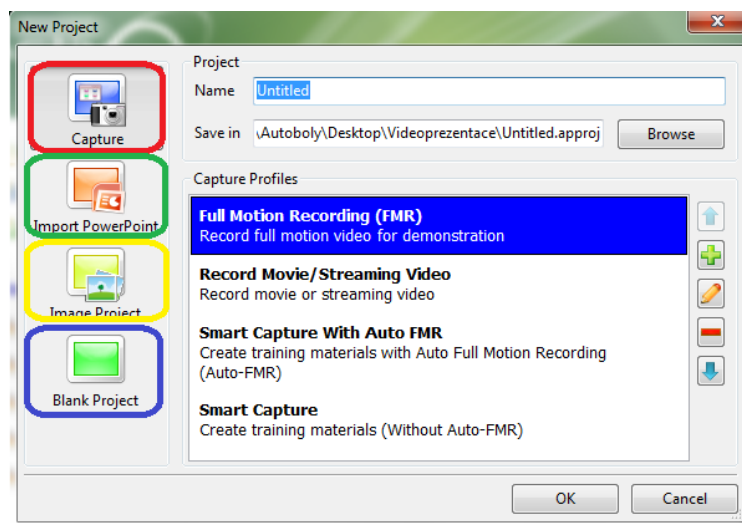 New Project
Capture
Import PowerPoint
Image Project
Blank Project
Project
Name Untitled
Save in \Autoboly\Desktop\Videoprezentace\Untitled.approj Browse
Capture Profiles
Full Motion Recording (FMR)
Record full motion video for demonstration
Record Movie/Streaming Video
Record movie or streaming video
Smart Capture With Auto FMR
Create training materials with Auto Full Motion Recording
(Auto-FMR)
Smart Capture
Create training materials (Without Auto-FMR)
OK Cancel